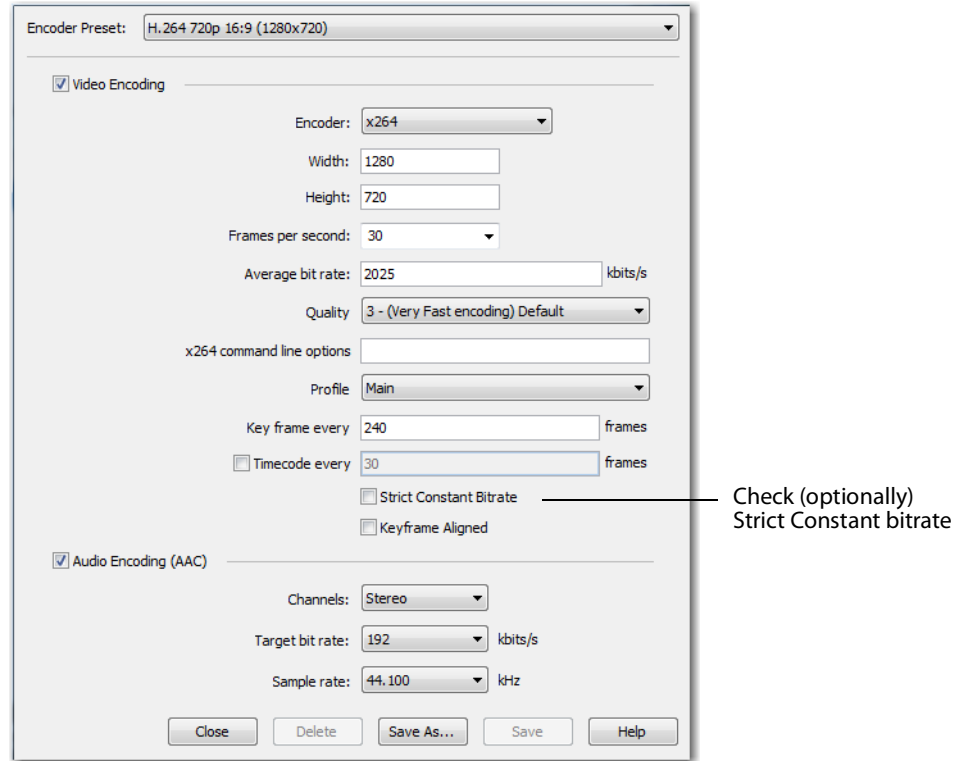 Encoder Preset: H.264 720p 16:9 (1280x720)
Video Encoding
Encoder: x264
Width: 1280
Height: 720
Frames per second: 30
Average bit rate: 2025 kbits/s
Quality 3 - (Very Fast encoding) Default
x264 command line options
Profile Main
Key frame every 240 frames
Timecode every 30 frames
Strict Constant Bitrate
Check (optionally)
Strict Constant bitrate
Keyframe Aligned
Audio Encoding (AAC)
Channels: Stereo
Target bit rate: 192 kbits/s
Sample rate: 44.100 kHz
Close Delete Save As... Save Help